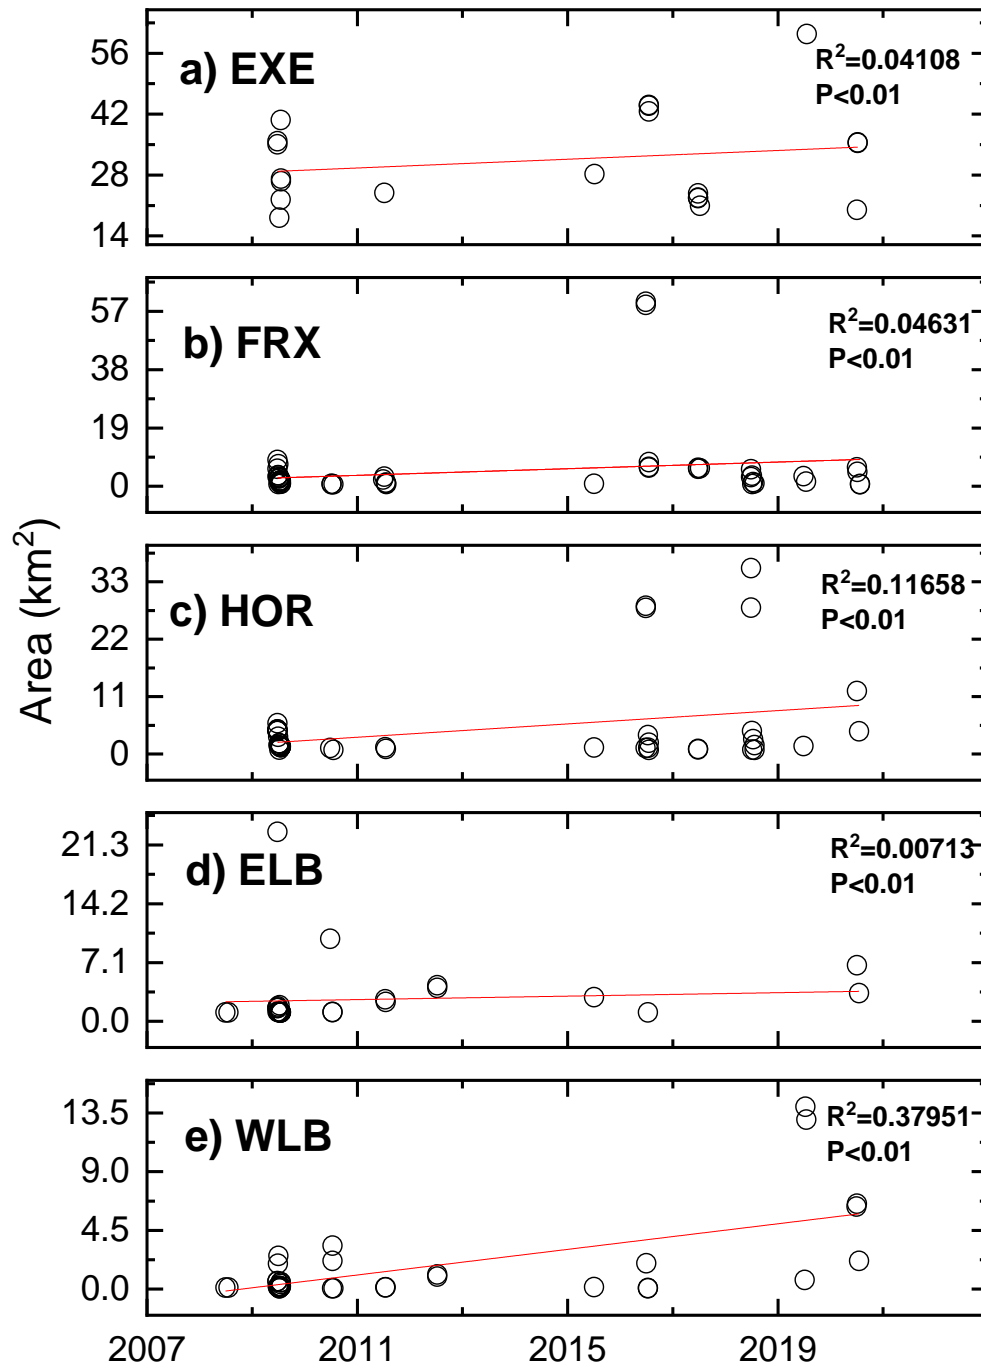 Area (km²)
a) EXE
R²=0.04108
P<0.01
56
42
28
14
b) FRX
R²=0.04631
P<0.01
57
38
19
0
c) HOR
R²=0.11658
P<0.01
33
22
11
0
d) ELB
R²=0.00713
P<0.01
21.3
14.2
7.1
0.0
e) WLB
R²=0.37951
P<0.01
13.5
9.0
4.5
0.0
2007 2011 2015 2019